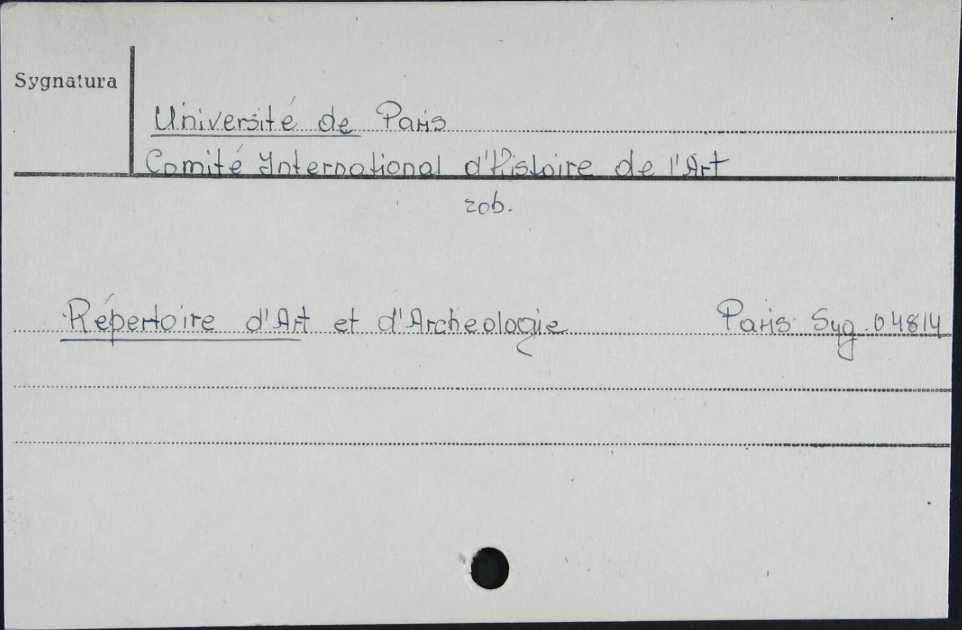 Sygnatura
Université de Paris
Comité International d'Histoire de l'Art
zob.
Répertoire d'Art et d'Archeologie Paris Syg. 04814